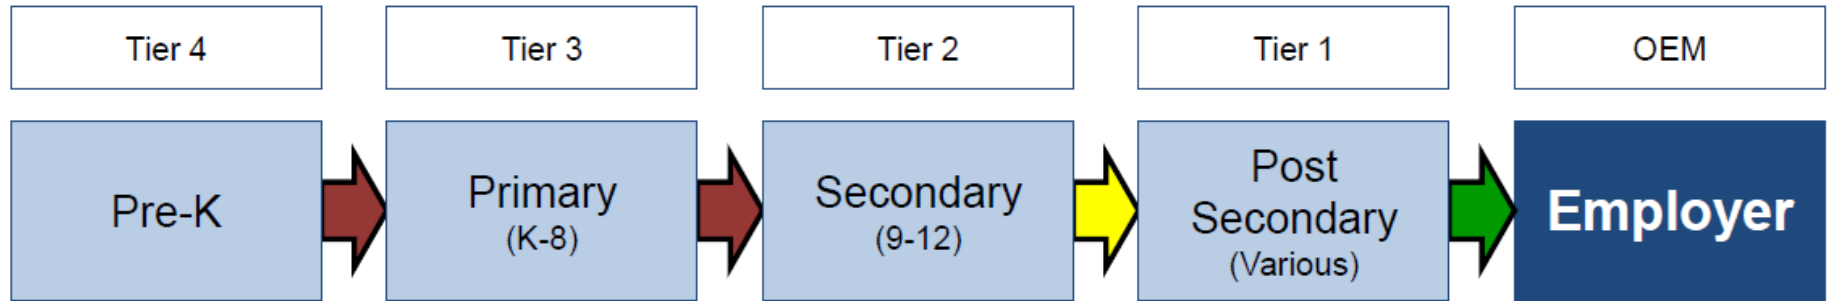 Tier 4
Tier 3
Tier 2
Tier 1
OEM
Pre-K
Primary
(K-8)
Secondary
(9-12)
Post
Secondary
(Various)
Employer